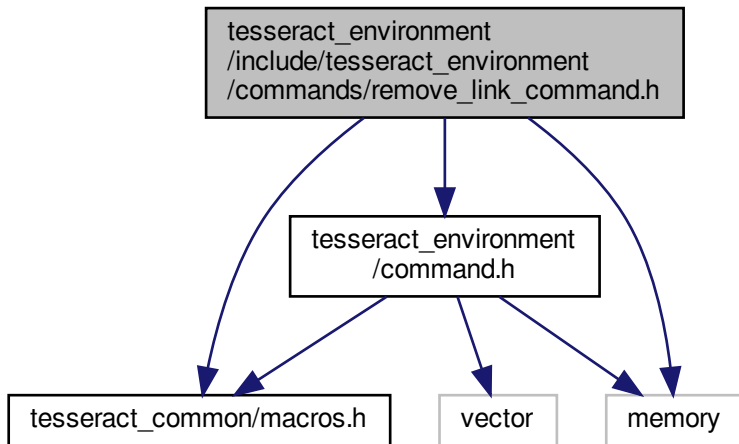 tesseract_environment
/include/tesseract_environment
/commands/remove_link_command.h
tesseract_environment
/command.h
tesseract_common/macros.h
vector
memory